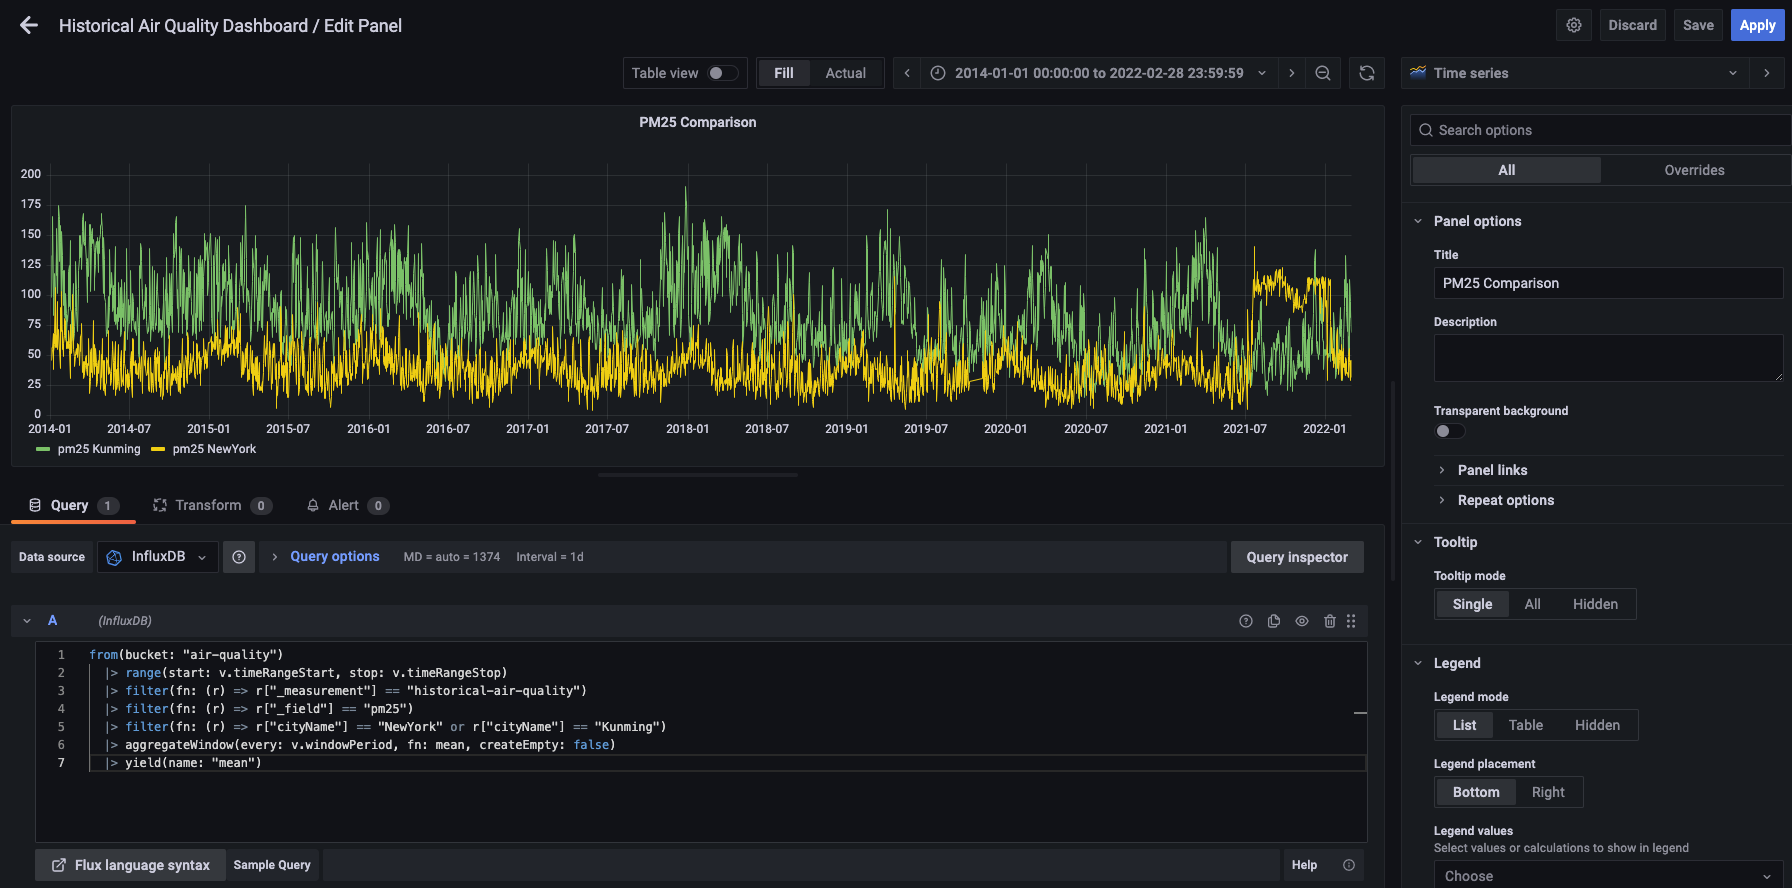 Historical Air Quality Dashboard / Edit Panel
Discard
Save
Apply
Table view
Fill
Actual
2014-01-01 00:00:00 to 2022-02-28 23:59:59
Time series
PM25 Comparison
200
175
150
125
100
75
50
25
0
2014-01 2014-07 2015-01 2015-07 2016-01 2016-07 2017-01 2017-07 2018-01 2018-07 2019-01 2019-07 2020-01 2020-07 2021-01 2021-07 2022-01
pm25 Kunming pm25 NewYork
Query 1
Transform 0
Alert 0
Data source
InfluxDB
Query options
MD = auto = 1374
Interval = 1d
Query inspector
A
(InfluxDB)
1 from(bucket: "air-quality")
2 |> range(start: v.timeRangeStart, stop: v.timeRangeStop)
3 |> filter(fn: (r) => r["_measurement"] == "historical-air-quality")
4 |> filter(fn: (r) => r["_field"] == "pm25")
5 |> filter(fn: (r) => r["cityName"] == "NewYork" or r["cityName"] == "Kunming")
6 |> aggregateWindow(every: v.windowPeriod, fn: mean, createEmpty: false)
7 |> yield(name: "mean")
Flux language syntax
Sample Query
Help
Search options
All
Overrides
Panel options
Title
PM25 Comparison
Description
Transparent background
Panel links
Repeat options
Tooltip
Tooltip mode
Single All Hidden
Legend
Legend mode
List Table Hidden
Legend placement
Bottom Right
Legend values
Select values or calculations to show in legend
Choose